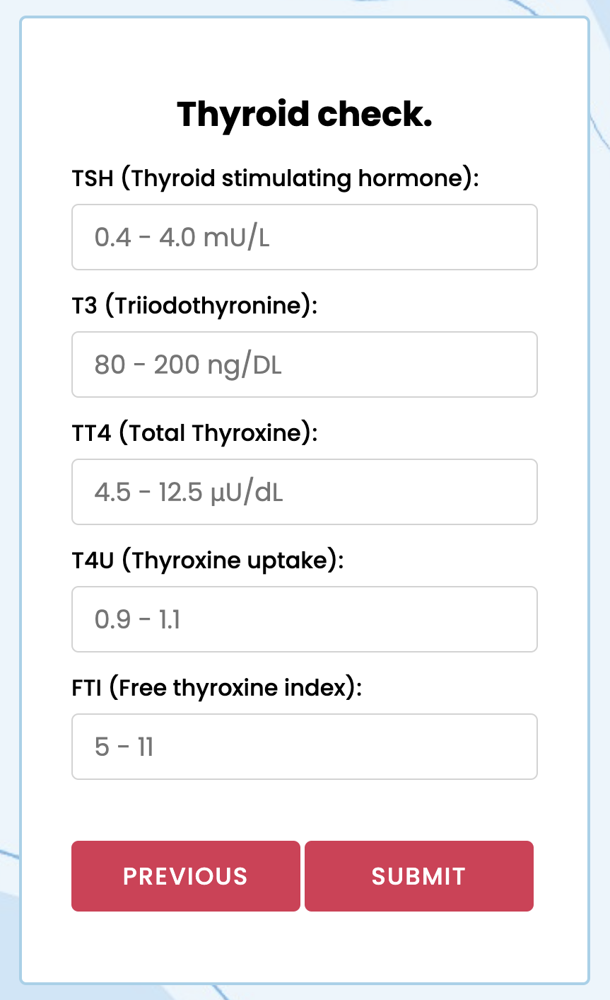 Thyroid check.
TSH (Thyroid stimulating hormone):
0.4 - 4.0 mU/L
T3 (Triiodothyronine):
80 - 200 ng/DL
TT4 (Total Thyroxine):
4.5 - 12.5 µU/dL
T4U (Thyroxine uptake):
0.9 - 1.1
FTI (Free thyroxine index):
5 - 11
PREVIOUS SUBMIT